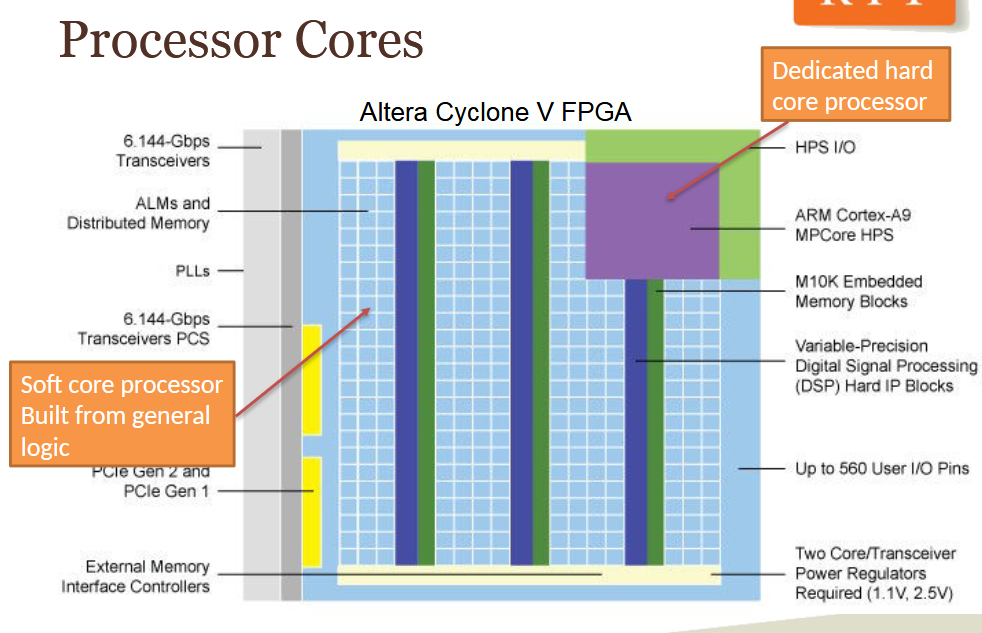 Processor Cores
Dedicated hard
core processor
Altera Cyclone V FPGA
6.144-Gbps
Transceivers
ALMs and
Distributed Memory
PLLs
6.144-Gbps
Transceivers PCS
Soft core processor
Built from general
logic
PCIe Gen 2 and
PCIe Gen 1
External Memory
Interface Controllers
HPS I/O
ARM Cortex-A9
MPCore HPS
M10K Embedded
Memory Blocks
Variable-Precision
Digital Signal Processing
(DSP) Hard IP Blocks
Up to 560 User I/O Pins
Two Core/Transceiver
Power Regulators
Required (1.1V, 2.5V)